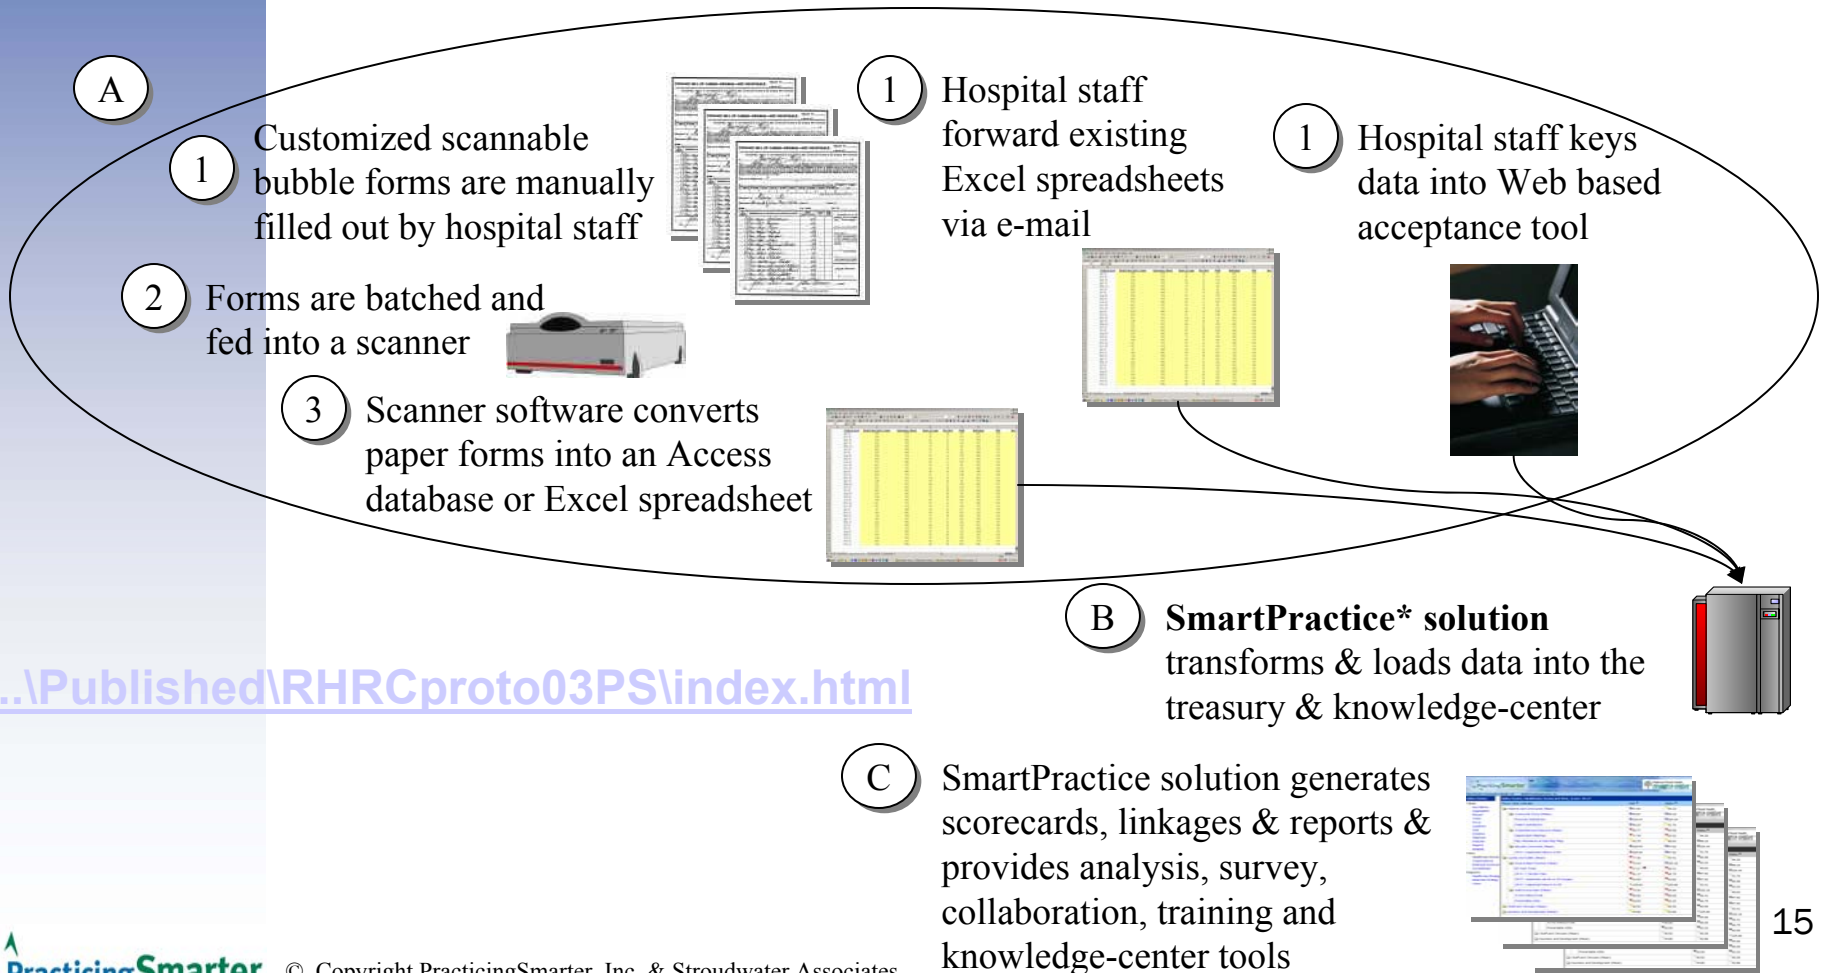 A
1
Customized scannable
bubble forms are manually
filled out by hospital staff
2
Forms are batched and
fed into a scanner
3
Scanner software converts
paper forms into an Access
database or Excel spreadsheet
1
Hospital staff
forward existing
Excel spreadsheets
via e-mail
1
Hospital staff keys
data into Web based
acceptance tool
B
SmartPractice* solution
transforms & loads data into the
treasury & knowledge-center
..\Published\RHRCproto03PS\index.html
C
SmartPractice solution generates
scorecards, linkages & reports &
provides analysis, survey,
collaboration, training and
knowledge-center tools
15
PracticingSmarter
© Copyright PracticingSmarter, Inc. & Stroudwater Associates